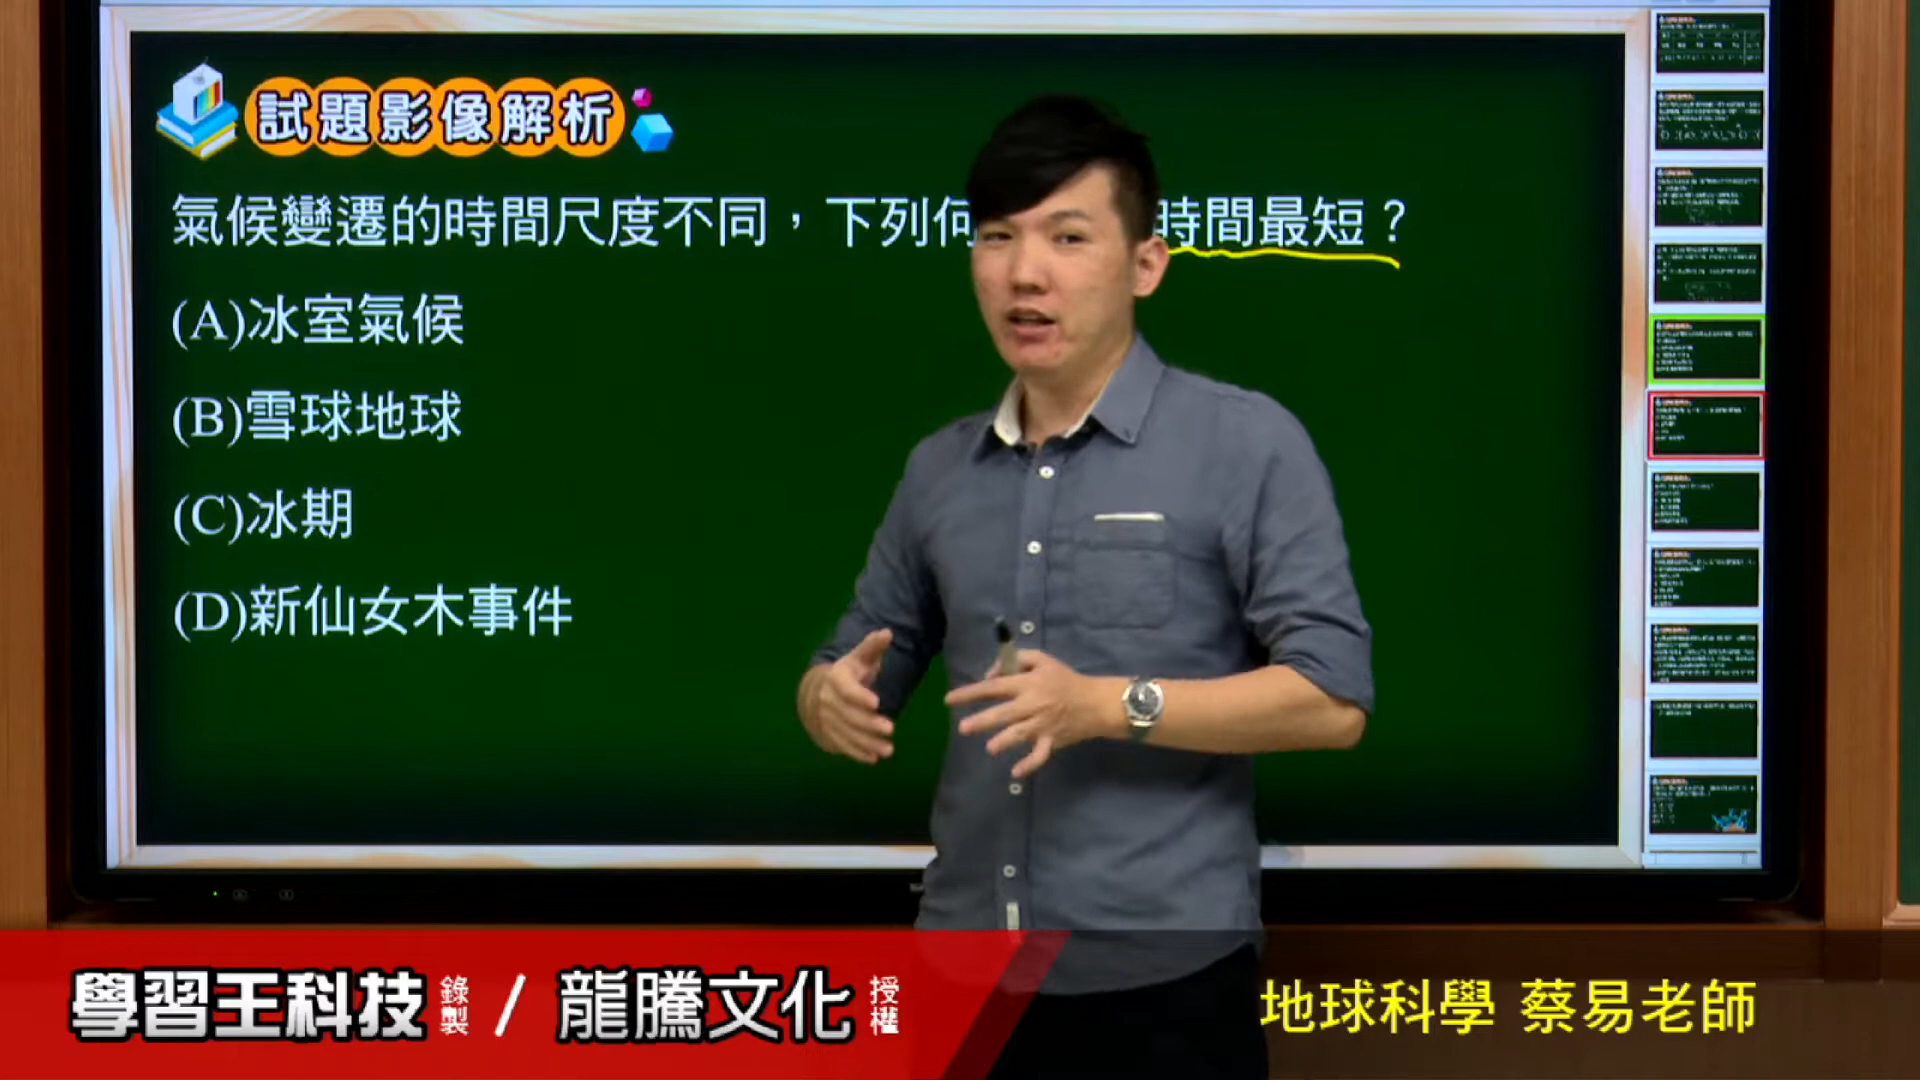 試題影像解析
氣候變遷的時間尺度不同，下列何 時間最短？
(A)冰室氣候
(B)雪球地球
(C)冰期
(D)新仙女木事件
學習王科技 錄製 / 龍騰文化 授權
地球科學 蔡易老師